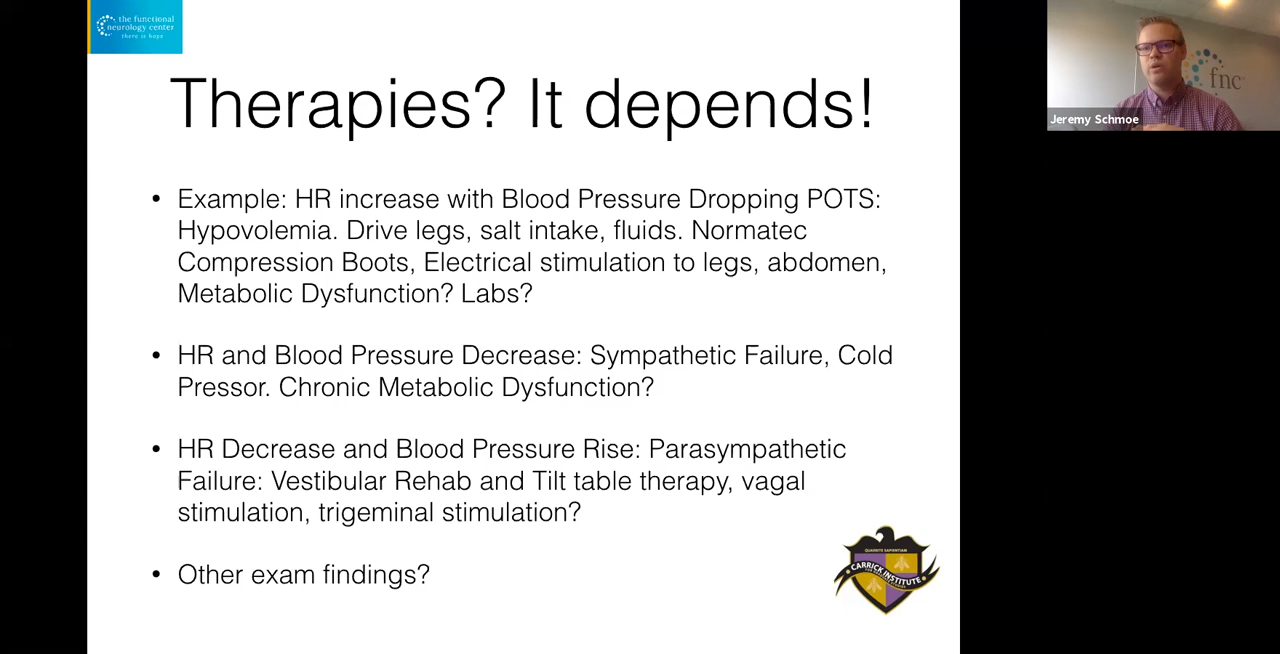 the functional
neurology center
there is hope
Therapies? It depends!
• Example: HR increase with Blood Pressure Dropping POTS:
Hypovolemia. Drive legs, salt intake, fluids. Normatec
Compression Boots, Electrical stimulation to legs, abdomen,
Metabolic Dysfunction? Labs?
• HR and Blood Pressure Decrease: Sympathetic Failure, Cold
Pressor. Chronic Metabolic Dysfunction?
• HR Decrease and Blood Pressure Rise: Parasympathetic
Failure: Vestibular Rehab and Tilt table therapy, vagal
stimulation, trigeminal stimulation?
• Other exam findings?
CARRICK INSTITUTE
fnc
Jeremy Schmoe